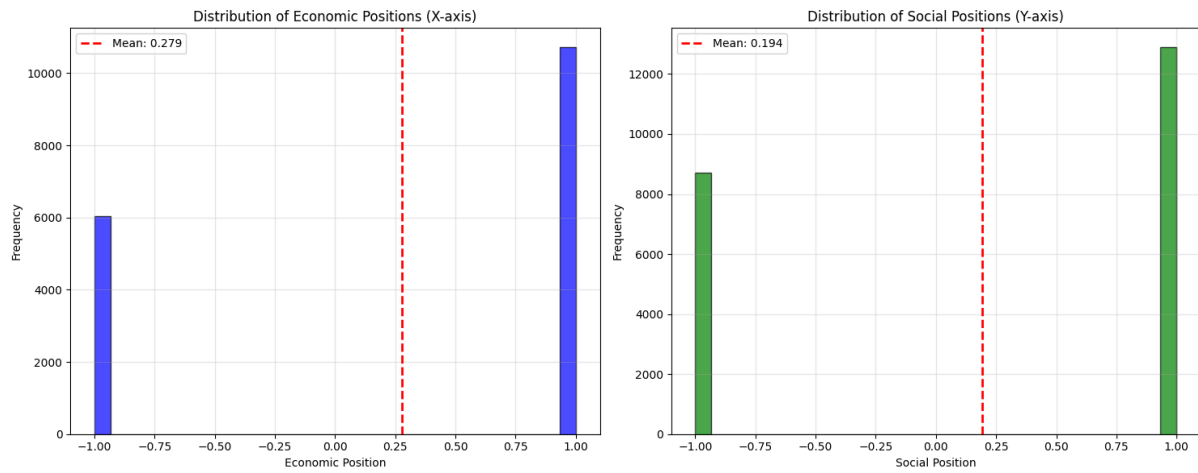 Distribution of Economic Positions (X-axis)
Mean: 0.279
Frequency
10000
8000
6000
4000
2000
0
−1.00 −0.75 −0.50 −0.25 0.00 0.25 0.50 0.75 1.00
Economic Position
Distribution of Social Positions (Y-axis)
Mean: 0.194
Frequency
12000
10000
8000
6000
4000
2000
0
−1.00 −0.75 −0.50 −0.25 0.00 0.25 0.50 0.75 1.00
Social Position